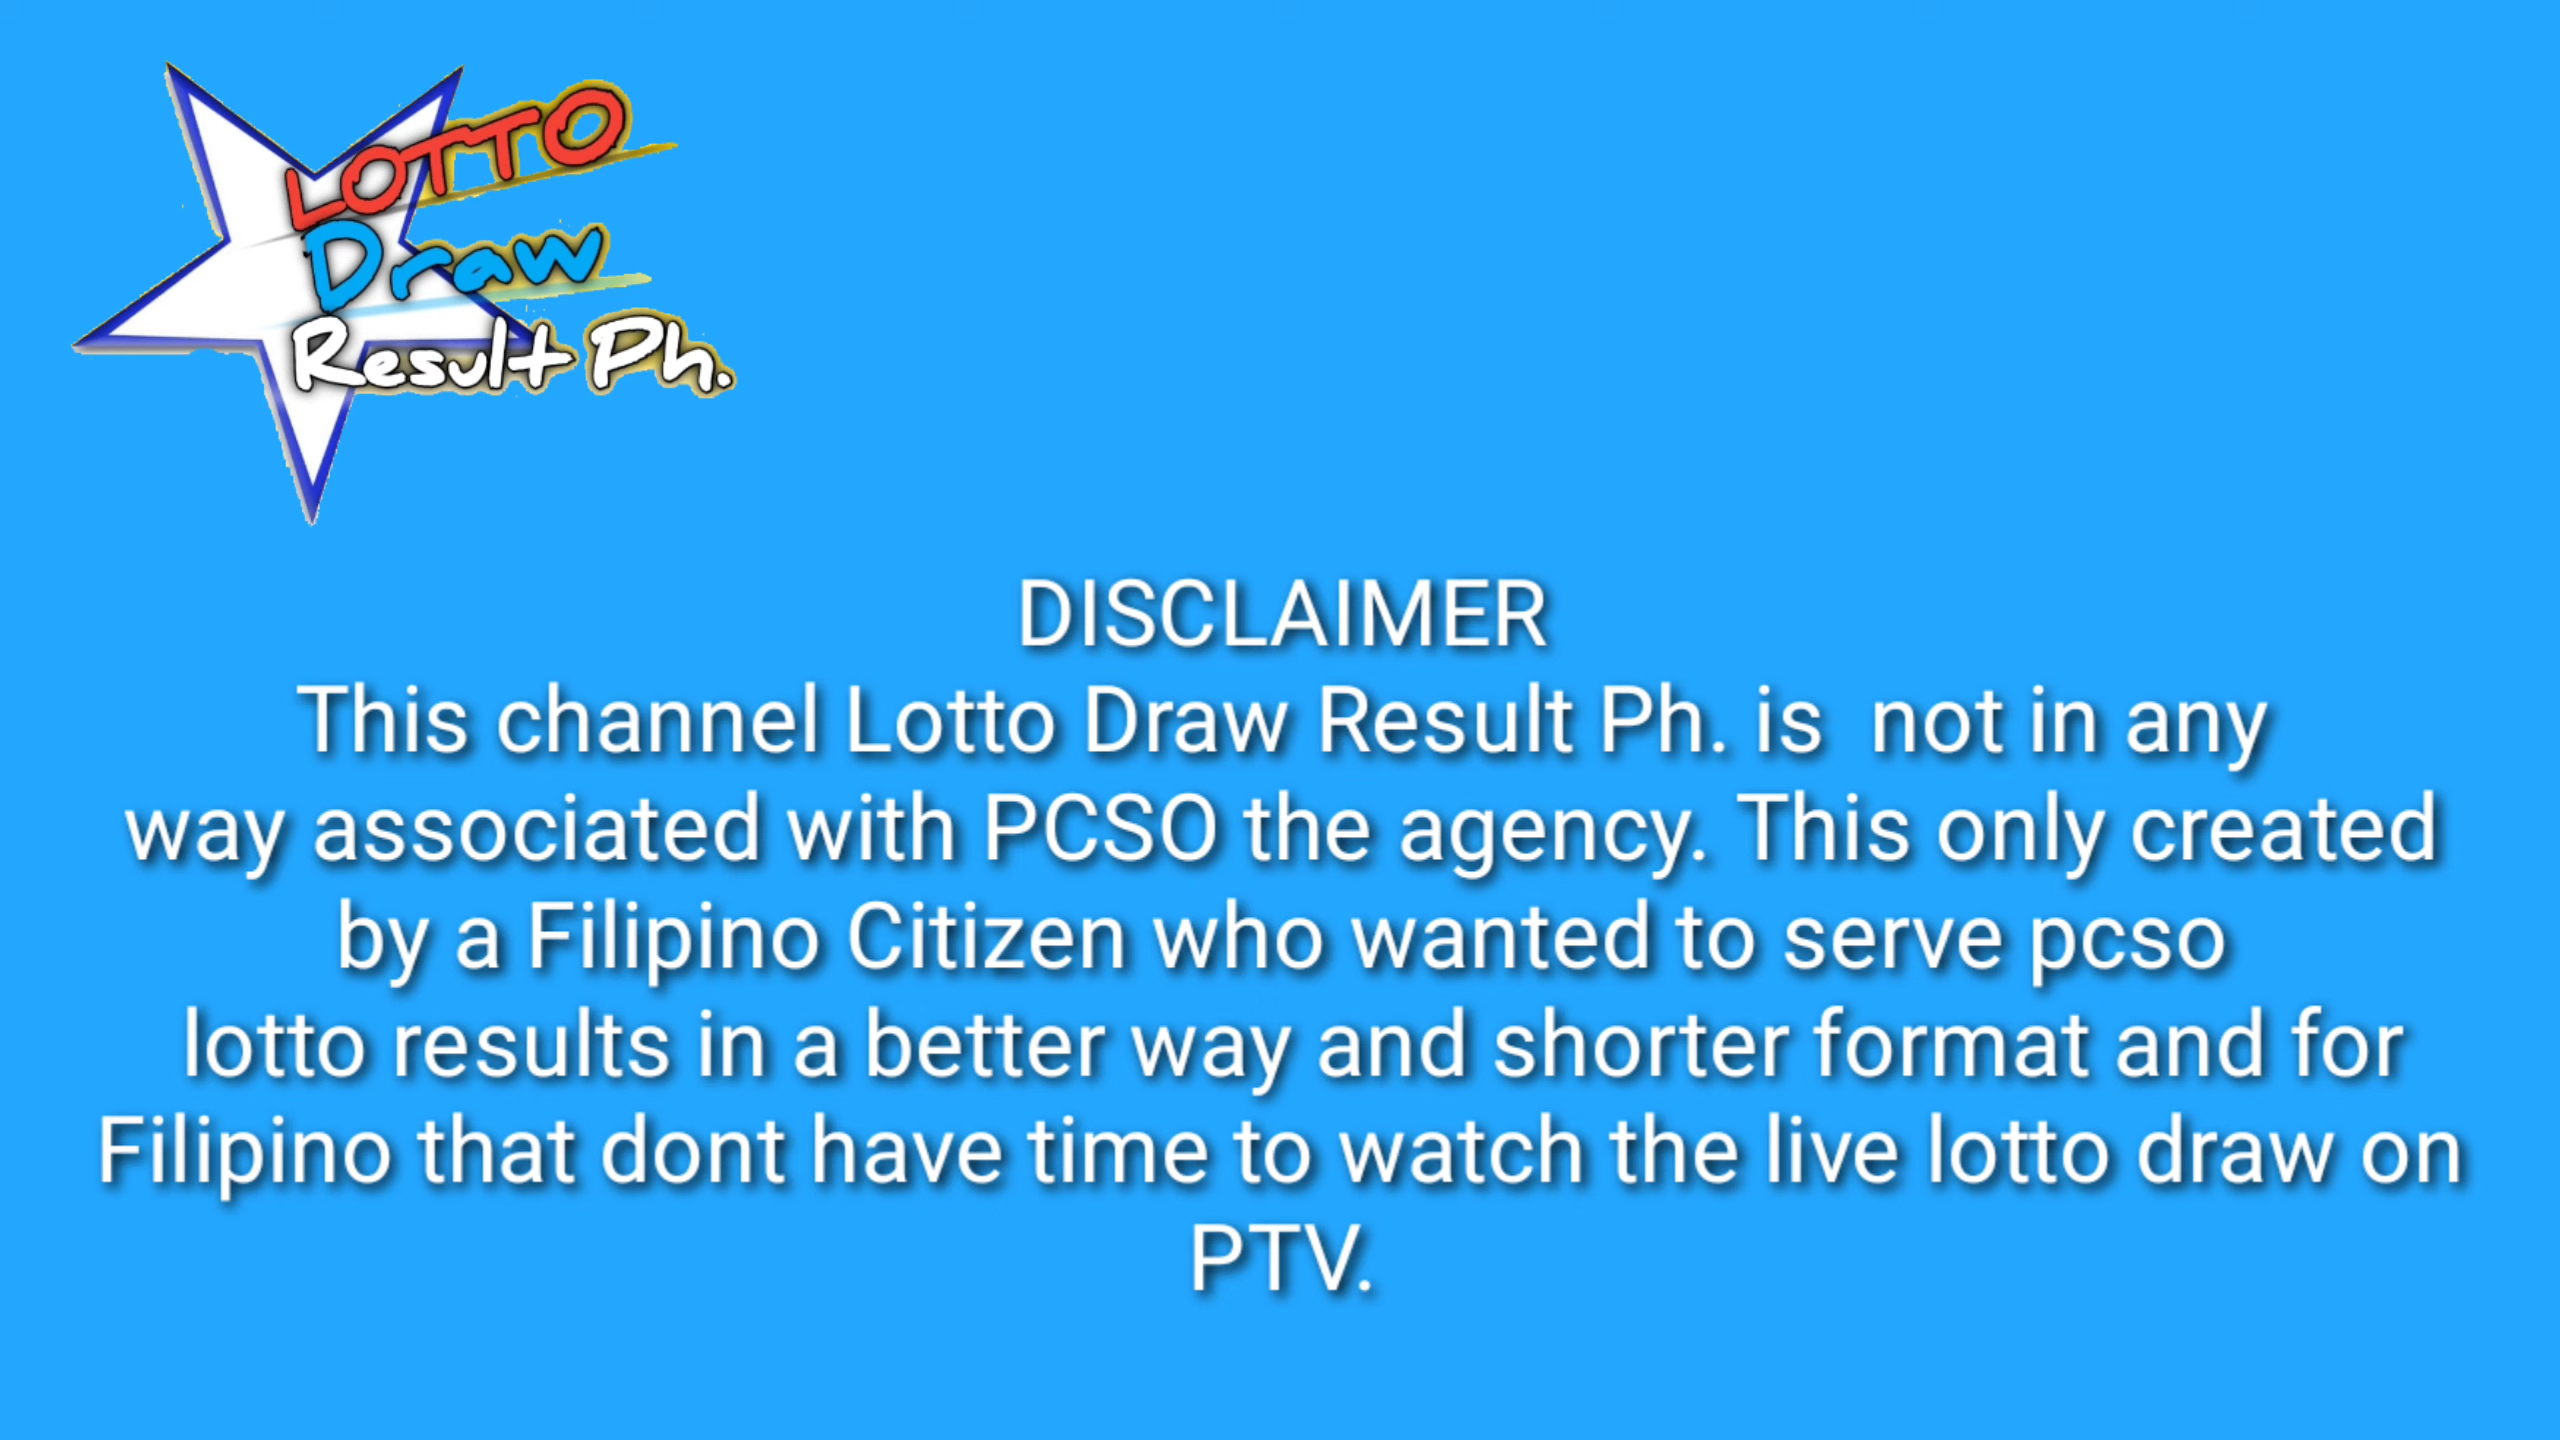 LOTTO
Draw
Result Ph.
DISCLAIMER
This channel Lotto Draw Result Ph. is  not in any
way associated with PCSO the agency. This only created
by a Filipino Citizen who wanted to serve pcso
lotto results in a better way and shorter format and for
Filipino that dont have time to watch the live lotto draw on
PTV.